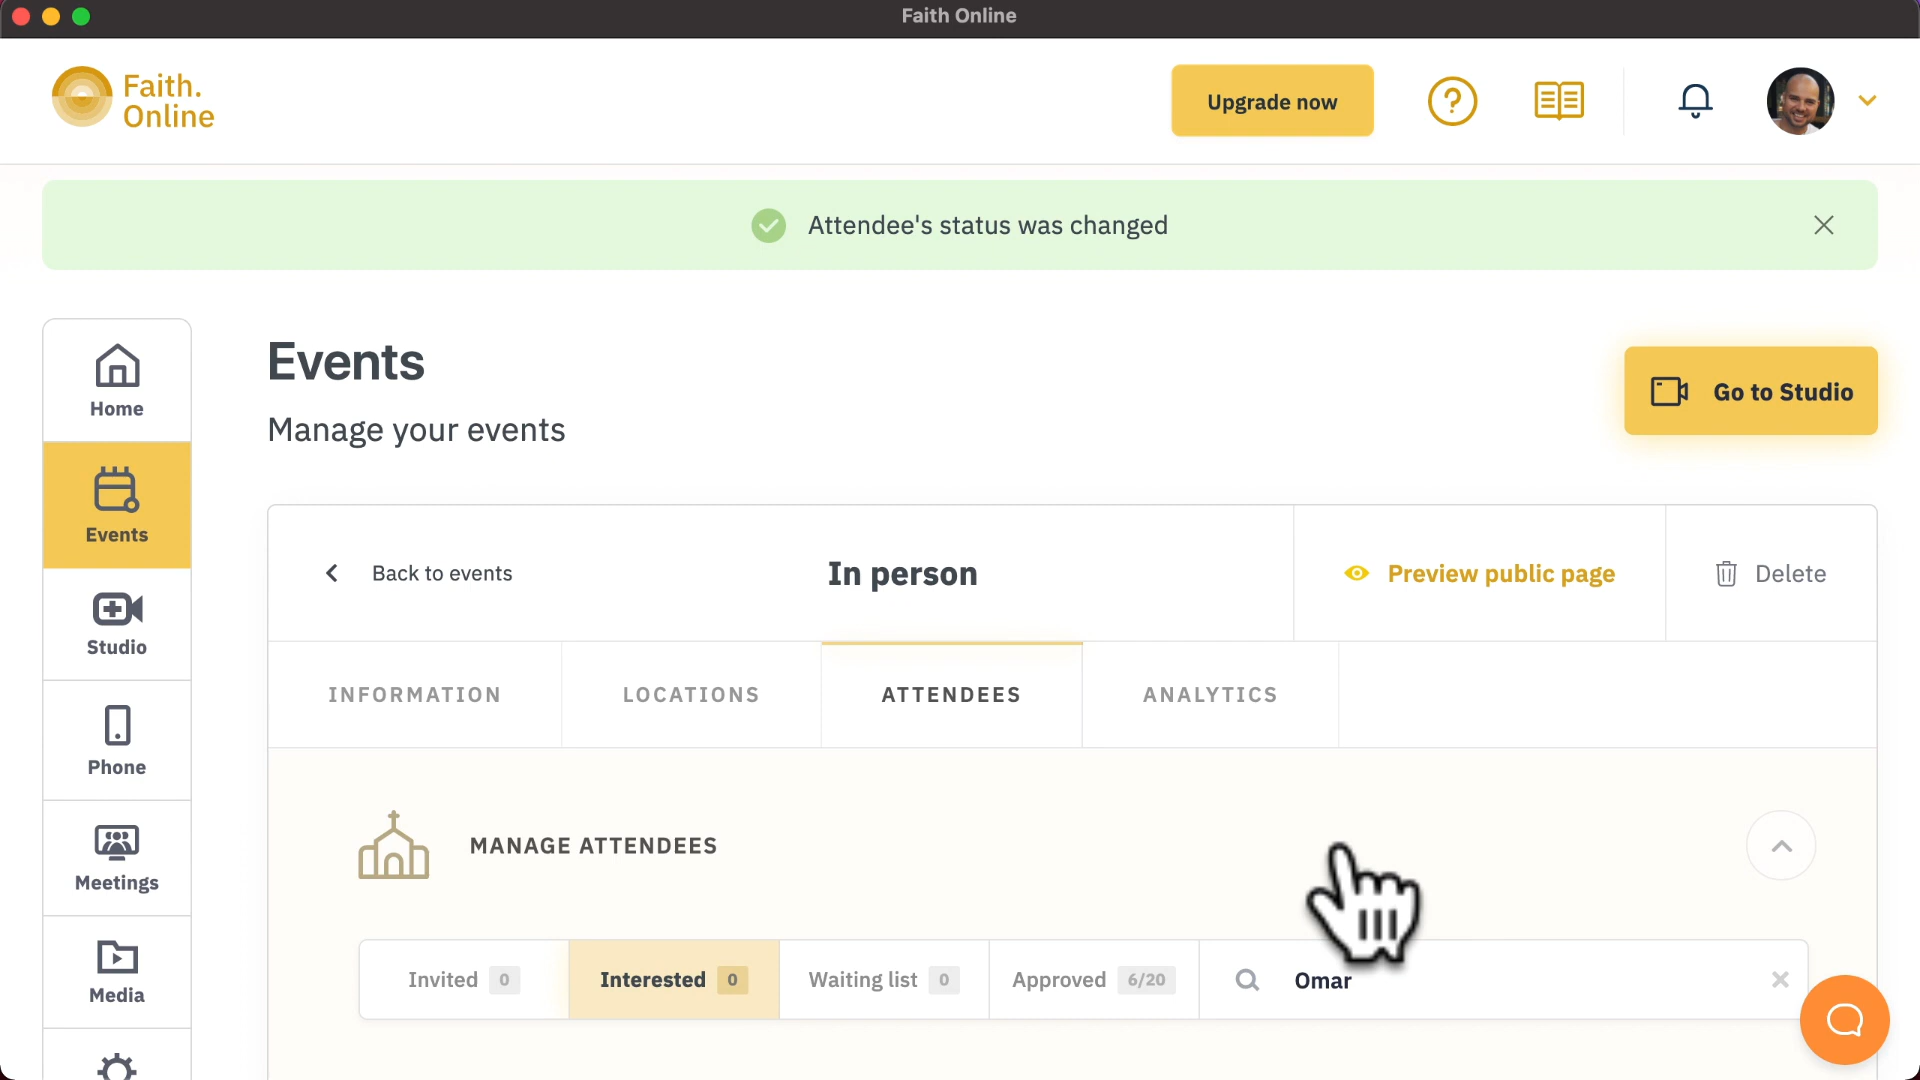 Faith Online
Faith.
Online
Upgrade now
Attendee's status was changed
Home
Events
Studio
Phone
Meetings
Media
Events
Manage your events
Go to Studio
Back to events
In person
Preview public page
Delete
INFORMATION
LOCATIONS
ATTENDEES
ANALYTICS
MANAGE ATTENDEES
Invited 0
Interested 0
Waiting list 0
Approved 6/20
Omar